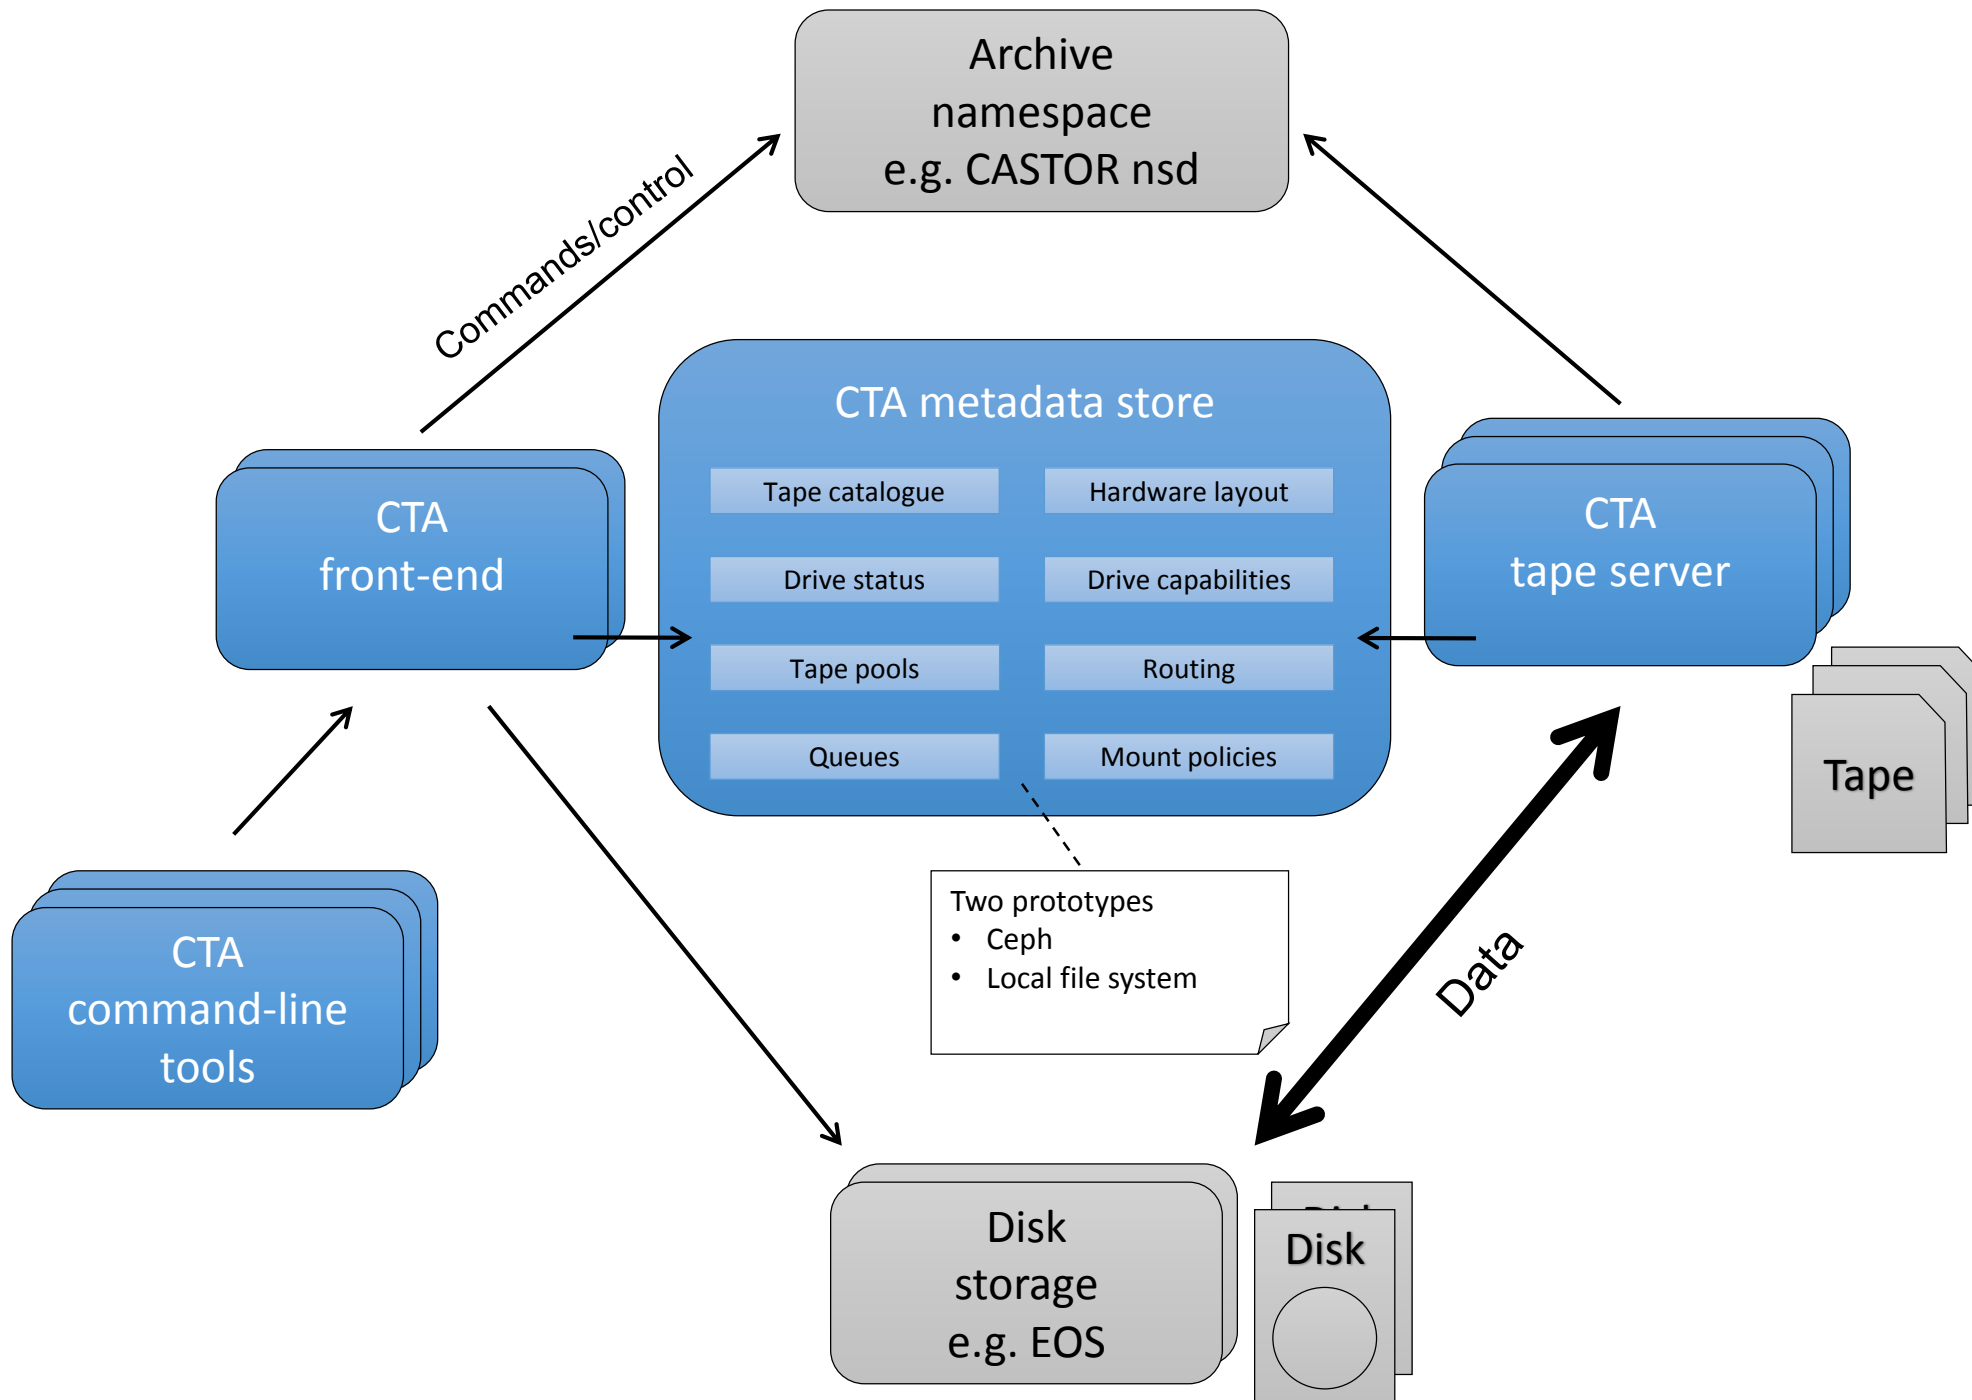 Archive
namespace
e.g. CASTOR nsd
Commands/control
CTA metadata store
Tape catalogue
Hardware layout
Drive status
Drive capabilities
Tape pools
Routing
Queues
Mount policies
CTA
front-end
CTA
tape server
Tape
CTA
command-line
tools
Two prototypes
• Ceph
• Local file system
Data
Disk
storage
e.g. EOS
Disk
Disk